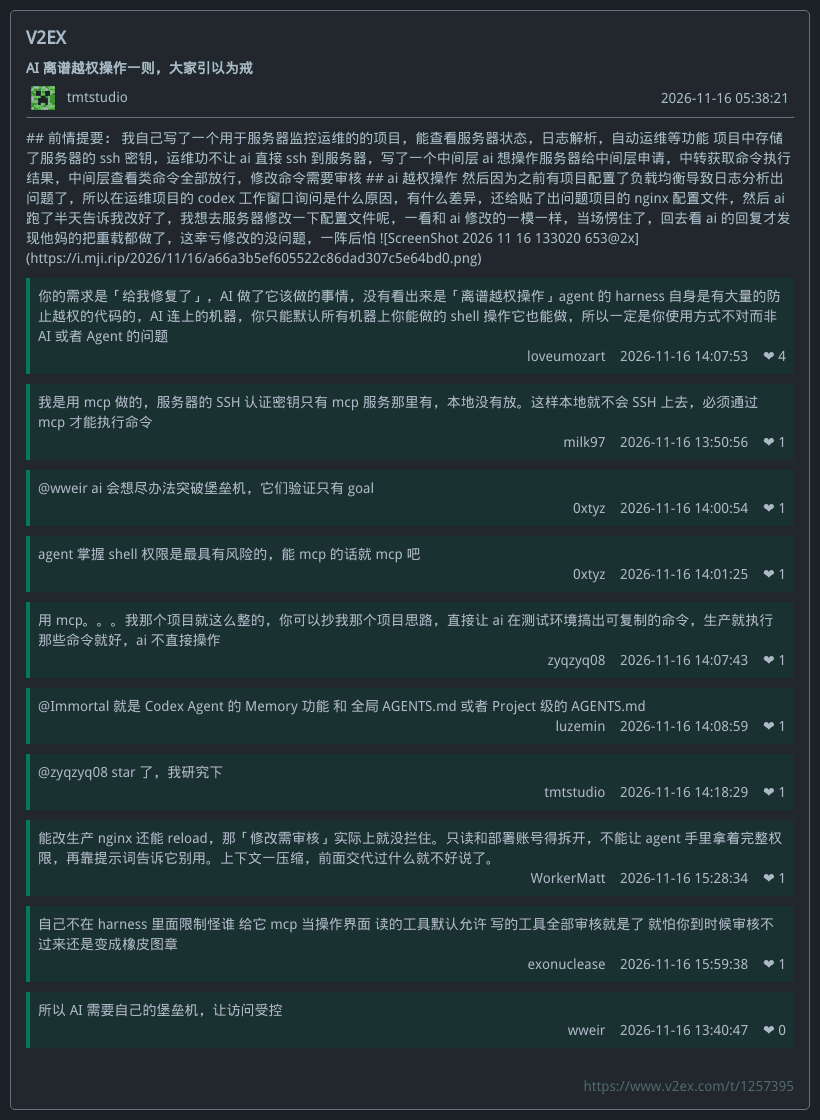 V2EX
AI 离谱越权操作一则，大家引以为戒
tmtstudio 2026-11-16 05:38:21
## 前情提要： 我自己写了一个用于服务器监控运维的的项目，能查看服务器状态，日志解析，自动运维等功能 项目中存储
了服务器的 ssh 密钥，运维功不让 ai 直接 ssh 到服务器，写了一个中间层 ai 想操作服务器给中间层申请，中转获取命令执行
结果，中间层查看类命令全部放行，修改命令需要审核 ## ai 越权操作 然后因为之前有项目配置了负载均衡导致日志分析出
问题了，所以在运维项目的 codex 工作窗口询问是什么原因，有什么差异，还给贴了出问题项目的 nginx 配置文件，然后 ai
跑了半天告诉我改好了，我想去服务器修改一下配置文件呢，一看和 ai 修改的一模一样，当场愣住了，回去看 ai 的回复才发
现他妈的把重载都做了，这幸亏修改的没问题，一阵后怕 ![ScreenShot 2026 11 16 133020 653@2x]
(https://i.mji.rip/2026/11/16/a66a3b5ef605522c86dad307c5e64bd0.png)
你的需求是「给我修复了」，AI 做了它该做的事情，没有看出来是「离谱越权操作」agent 的 harness 自身是有大量的防
止越权的代码的，AI 连上的机器，你只能默认所有机器上你能做的 shell 操作它也能做，所以一定是你使用方式不对而非
AI 或者 Agent 的问题
loveumozart 2026-11-16 14:07:53 ❤ 4
我是用 mcp 做的，服务器的 SSH 认证密钥只有 mcp 服务那里有，本地没有放。这样本地就不会 SSH 上去，必须通过
mcp 才能执行命令
milk97 2026-11-16 13:50:56 ❤ 1
@wweir ai 会想尽办法突破堡垒机，它们验证只有 goal
0xtyz 2026-11-16 14:00:54 ❤ 1
agent 掌握 shell 权限是最具有风险的，能 mcp 的话就 mcp 吧
0xtyz 2026-11-16 14:01:25 ❤ 1
用 mcp。。。我那个项目就这么整的，你可以抄我那个项目思路，直接让 ai 在测试环境搞出可复制的命令，生产就执行
那些命令就好，ai 不直接操作
zyqzyq08 2026-11-16 14:07:43 ❤ 1
@Immortal 就是 Codex Agent 的 Memory 功能 和 全局 AGENTS.md 或者 Project 级的 AGENTS.md
luzemin 2026-11-16 14:08:59 ❤ 1
@zyqzyq08 star 了，我研究下
tmtstudio 2026-11-16 14:18:29 ❤ 1
能改生产 nginx 还能 reload，那「修改需审核」实际上就没拦住。只读和部署账号得拆开，不能让 agent 手里拿着完整权
限，再靠提示词告诉它别用。上下文一压缩，前面交代过什么就不好说了。
WorkerMatt 2026-11-16 15:28:34 ❤ 1
自己不在 harness 里面限制怪谁 给它 mcp 当操作界面 读的工具默认允许 写的工具全部审核就是了 就怕你到时候审核不
过来还是变成橡皮图章
exonuclease 2026-11-16 15:59:38 ❤ 1
所以 AI 需要自己的堡垒机，让访问受控
wweir 2026-11-16 13:40:47 ❤ 0
https://www.v2ex.com/t/1257395